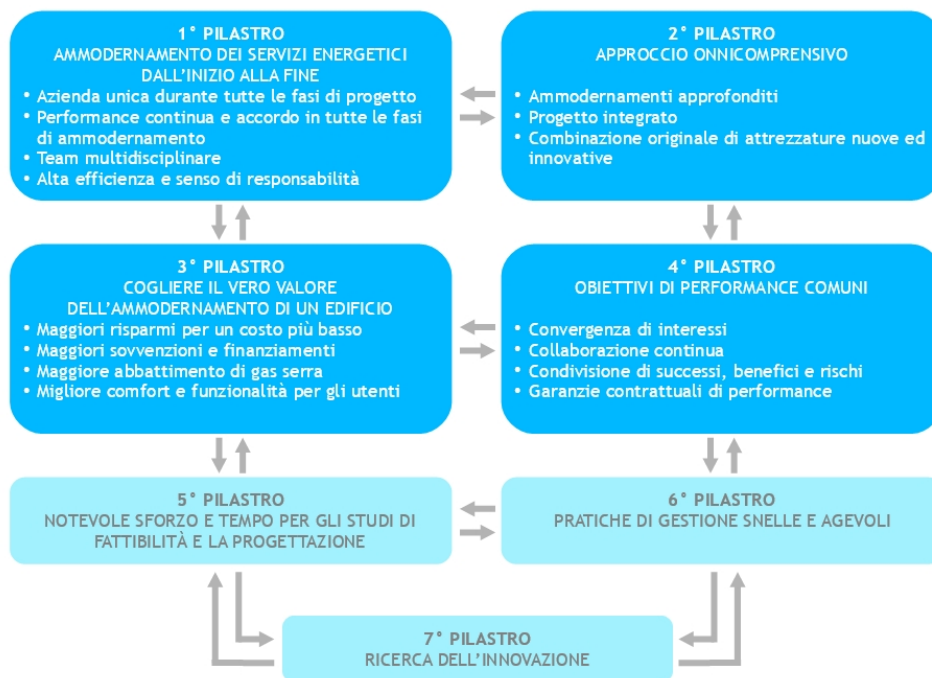 1° PILASTRO
AMMODERNAMENTO DEI SERVIZI ENERGETICI
DALL'INIZIO ALLA FINE
• Azienda unica durante tutte le fasi di progetto
• Performance continua e accordo in tutte le fasi
di ammodernamento
• Team multidisciplinare
• Alta efficienza e senso di responsabilità
2° PILASTRO
APPROCCIO ONNICOMPRENSIVO
• Ammodernamenti approfonditi
• Progetto integrato
• Combinazione originale di attrezzature nuove ed
innovative
3° PILASTRO
COGLIERE IL VERO VALORE
DELL'AMMODERNAMENTO DI UN EDIFICIO
• Maggiori risparmi per un costo più basso
• Maggiori sovvenzioni e finanziamenti
• Maggiore abbattimento di gas serra
• Migliore comfort e funzionalità per gli utenti
4° PILASTRO
OBIETTIVI DI PERFORMANCE COMUNI
• Convergenza di interessi
• Collaborazione continua
• Condivisione di successi, benefici e rischi
• Garanzie contrattuali di performance
5° PILASTRO
NOTEVOLE SFORZO E TEMPO PER GLI STUDI DI
FATTIBILITÀ E LA PROGETTAZIONE
6° PILASTRO
PRATICHE DI GESTIONE SNELLE E AGEVOLI
7° PILASTRO
RICERCA DELL'INNOVAZIONE